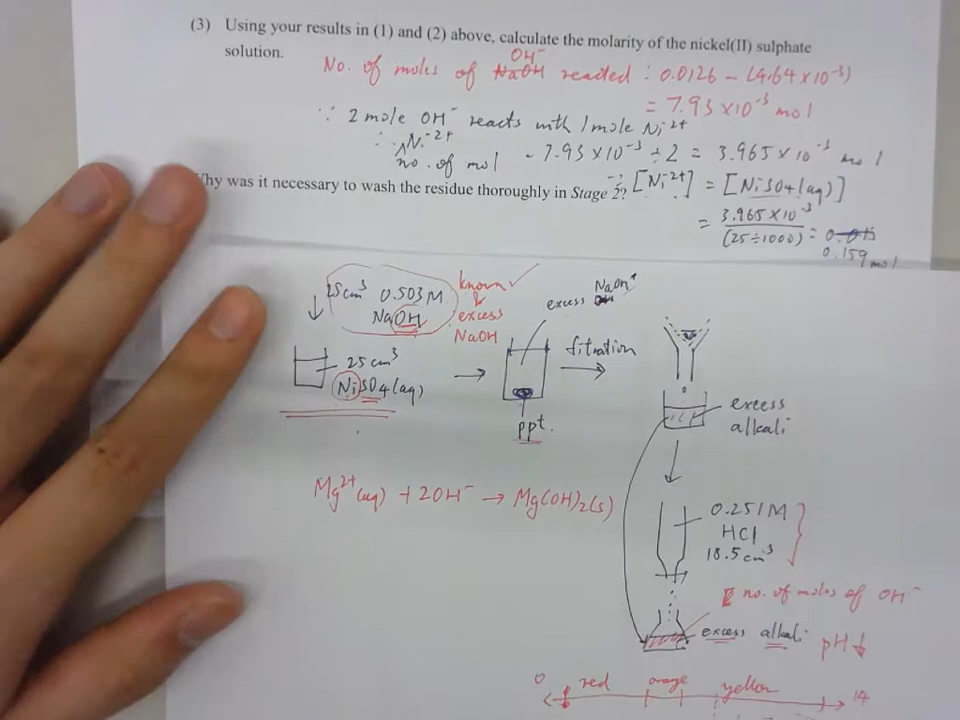 (3) Using your results in (1) and (2) above, calculate the molarity of the nickel(II) sulphate
solution.
No. of moles of OH⁻ reacted : 0.0126 - (4.64 x 10⁻³)
= 7.93 x 10⁻³ mol
∵ 2 mole OH⁻ reacts with 1 mole Ni²⁺
∴ Ni²⁺
no. of mol = 7.93 x 10⁻³ ÷ 2 = 3.965 x 10⁻³ mol
hy was it necessary to wash the residue thoroughly in Stage 2?
[Ni²⁺] = [NiSO4(aq)]
= 3.965 x 10⁻³
(25÷1000) =
0.159 mol
25cm³ 0.503 M
NaOH
known
&
excess
NaOH
25 cm³
NiSO4(aq)
excess NaOH
ppt.
fitration
excess
alkali
Mg²⁺(aq) + 2OH⁻ → Mg(OH)₂(s)
0.251M
HCl
18.5 cm³
no. of moles of OH⁻
excess alkali
pH↓
0 red orange yellow 14